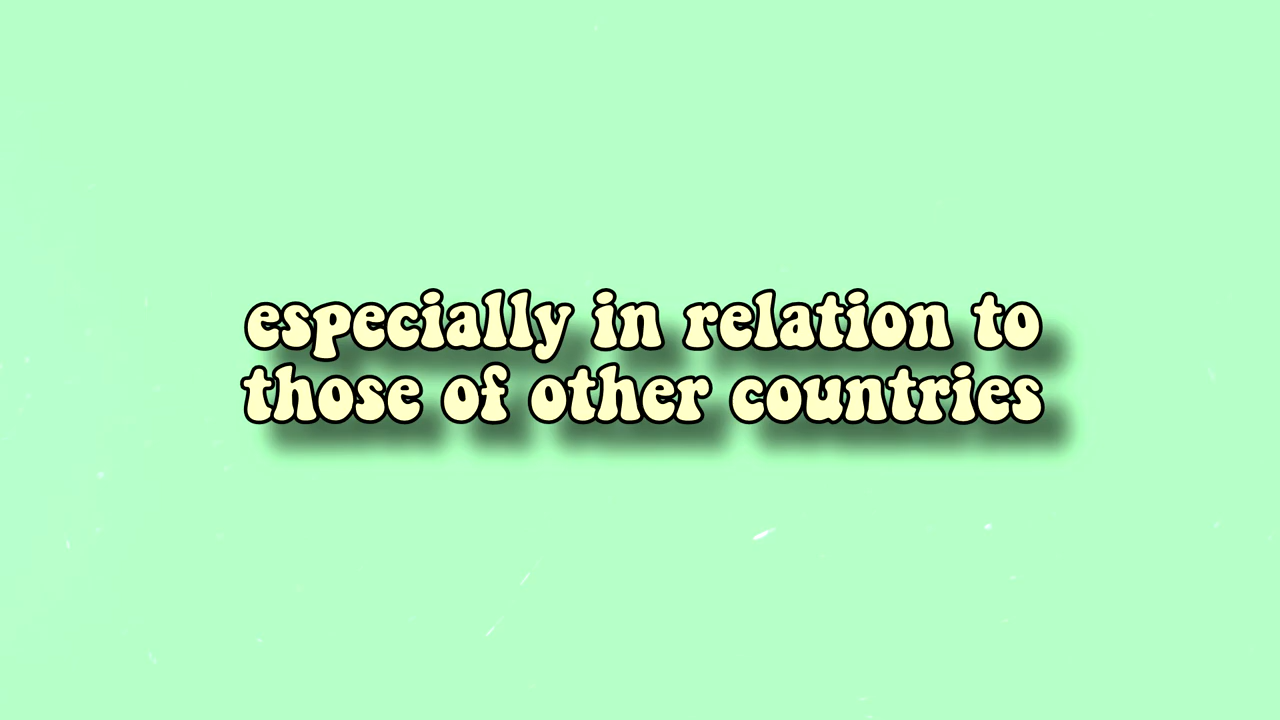 especially in relation to
those of other countries